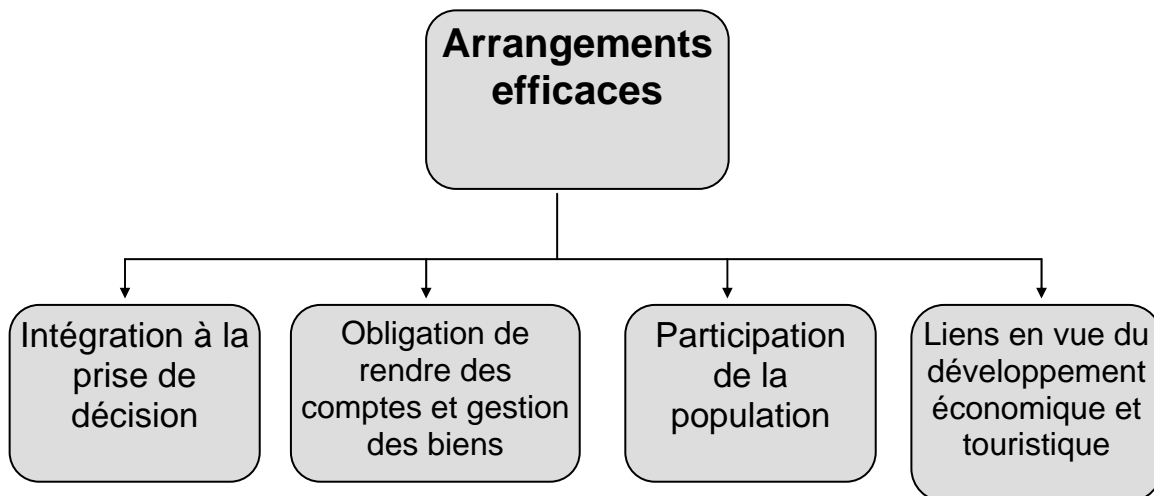 Arrangements
efficaces
Intégration à la
prise de
décision
Obligation de
rendre des
comptes et gestion
des biens
Participation
de la
population
Liens en vue du
développement
économique et
touristique